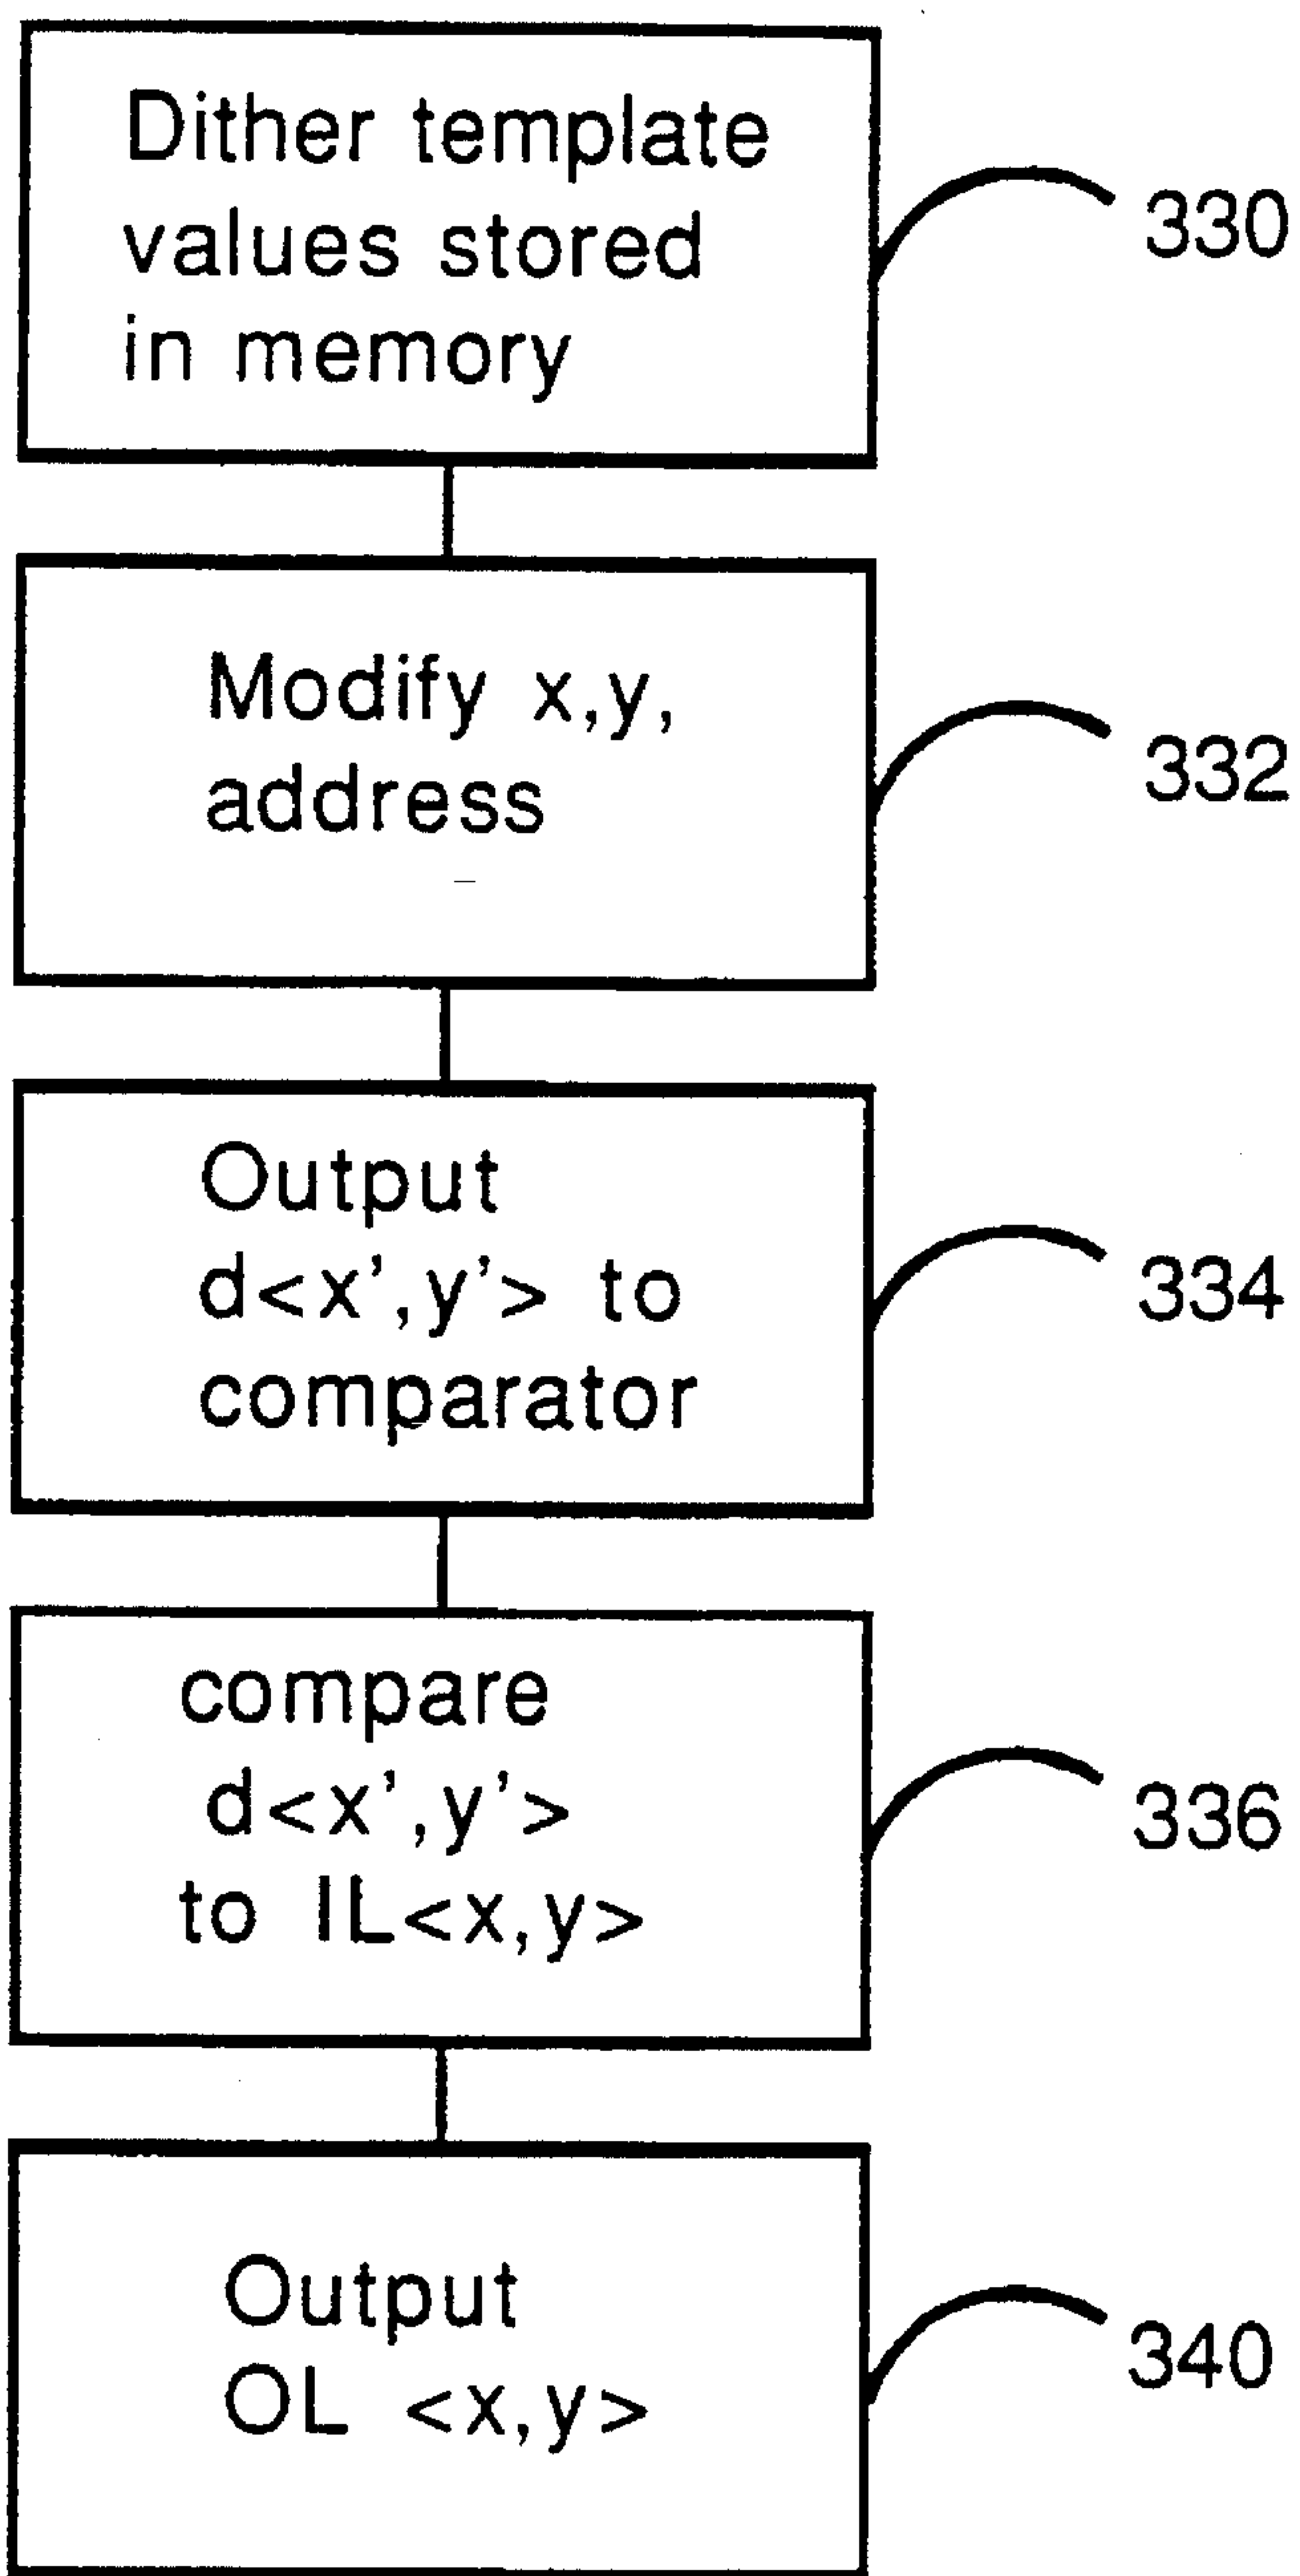 Dither template
values stored
in memory
330
Modify x,y,
address
332
Output
d<x',y'> to
comparator
334
compare
d<x',y'>
to IL<x,y>
336
Output
OL <x,y>
340